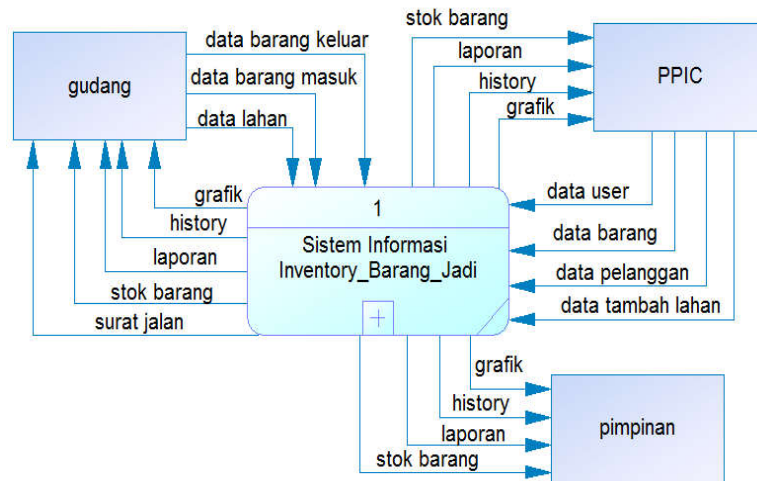 gudang
data barang keluar
data barang masuk
data lahan
stok barang
laporan
history
grafik
PPIC
grafik
history
laporan
stok barang
surat jalan
1
Sistem Informasi
Inventory_Barang_Jadi
data user
data barang
data pelanggan
data tambah lahan
grafik
history
laporan
stok barang
pimpinan